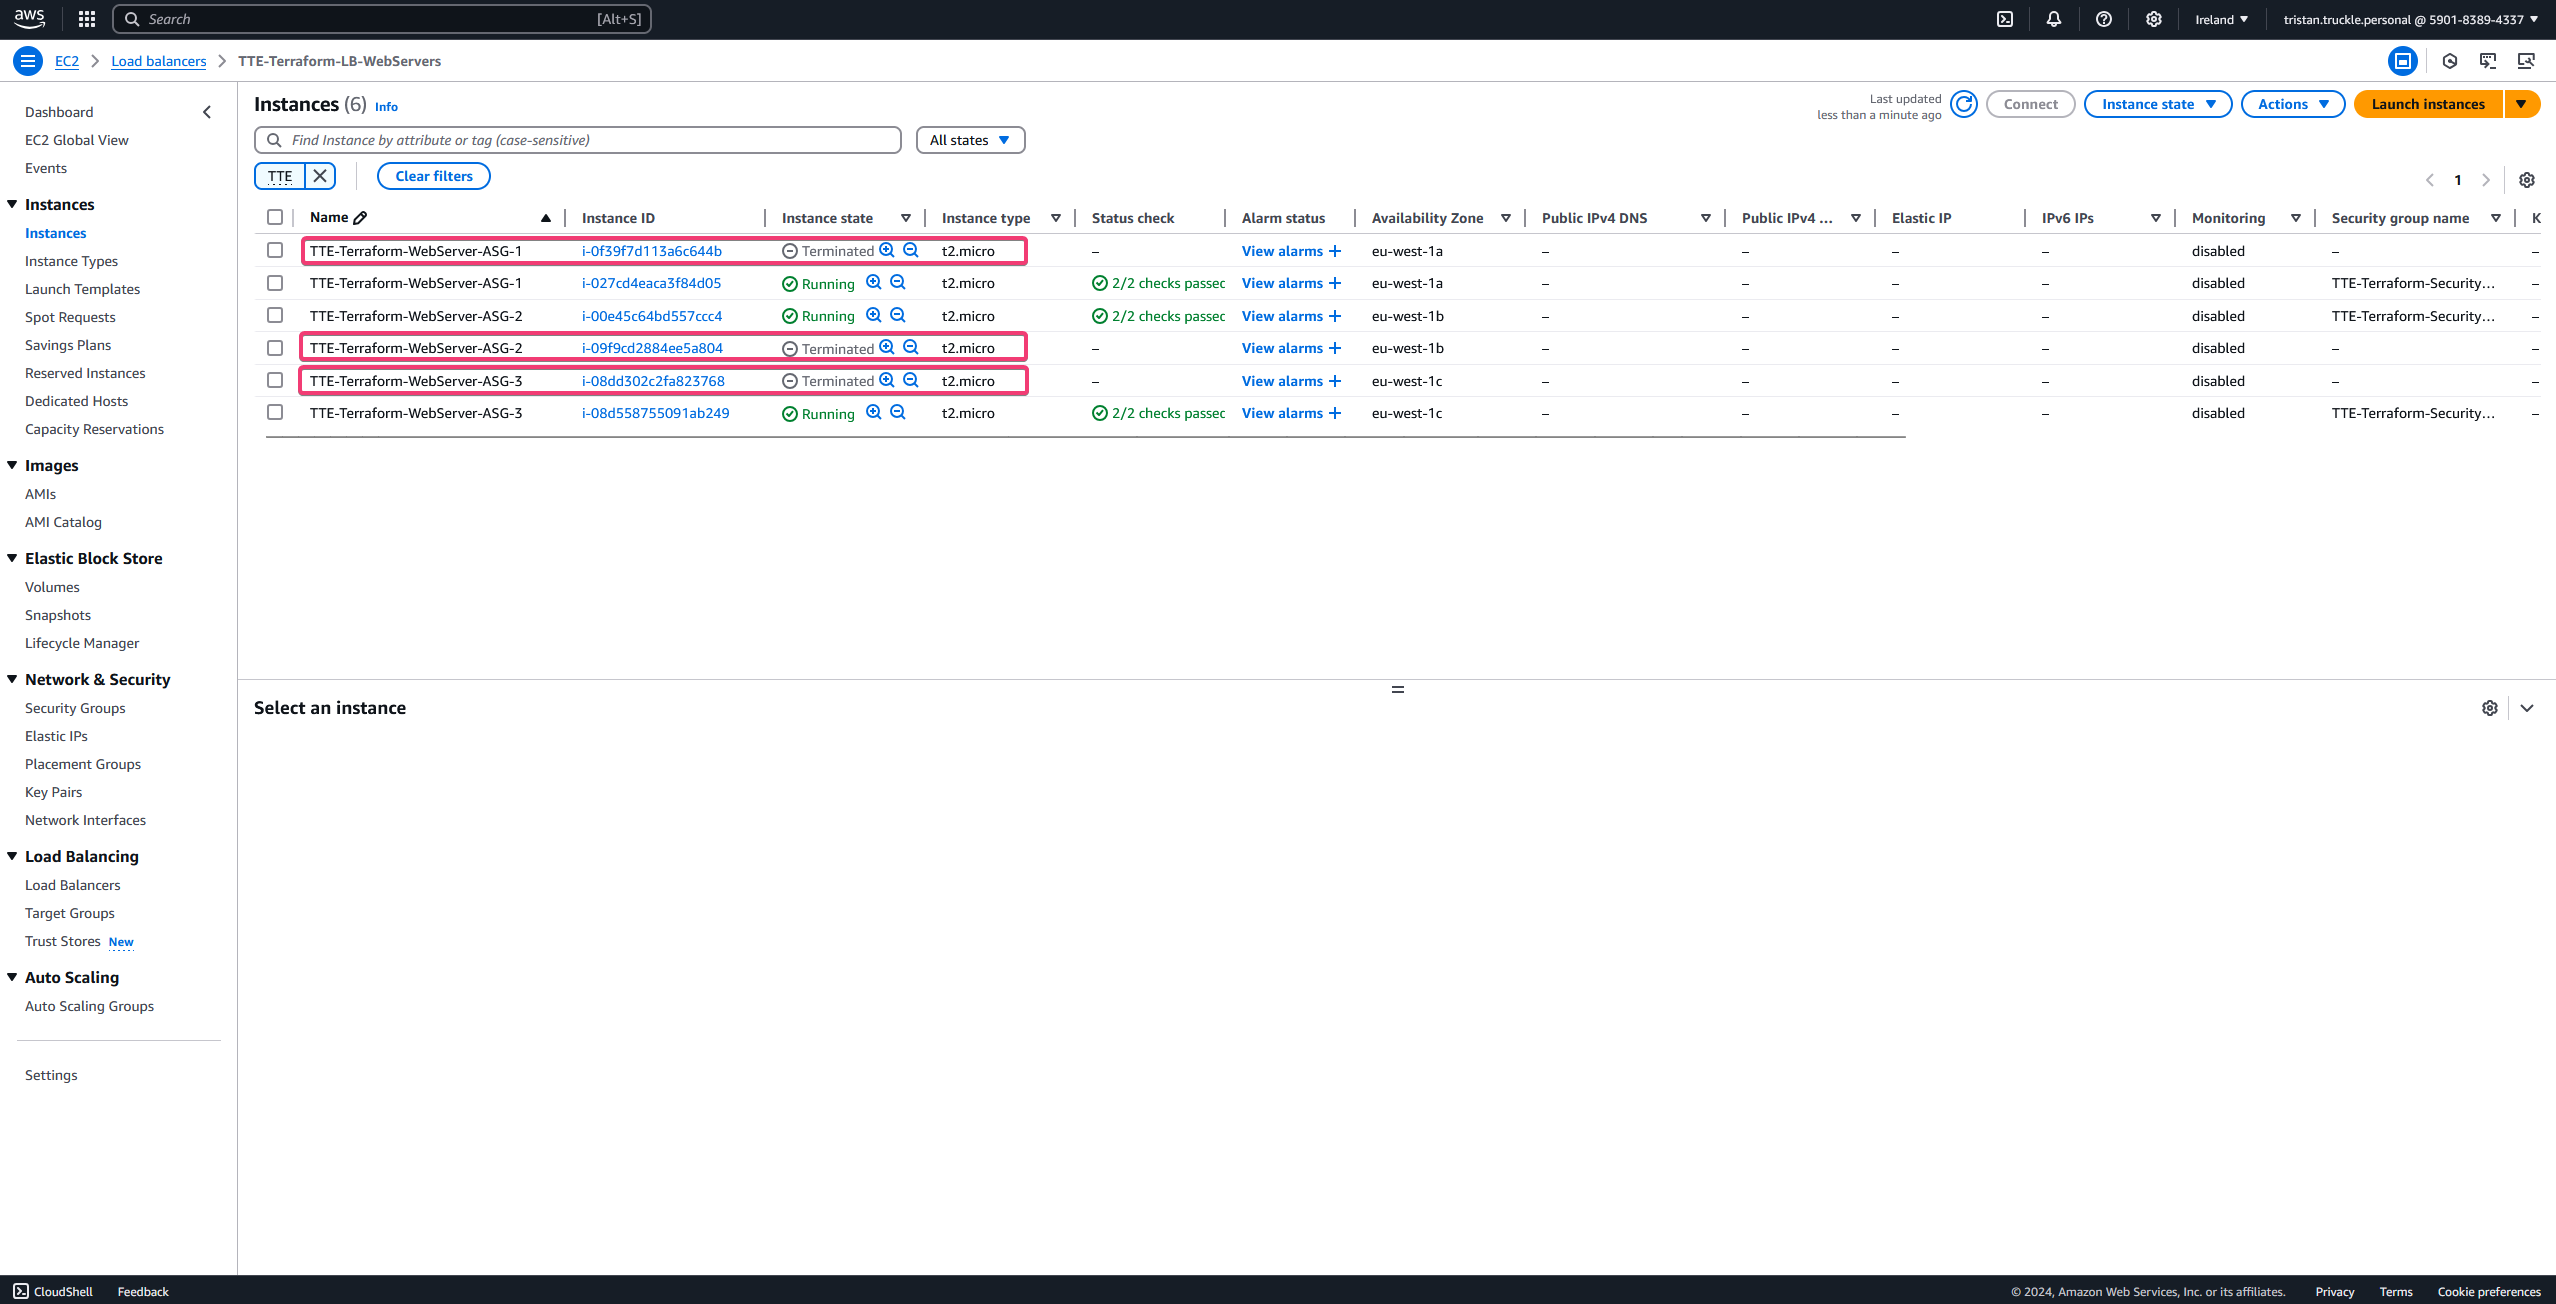 aws
Search
[Alt+S]
Ireland
tristan.truckle.personal @ 5901-8389-4337
EC2
Load balancers
TTE-Terraform-LB-WebServers
Dashboard
EC2 Global View
Events
Instances
Instances
Instance Types
Launch Templates
Spot Requests
Savings Plans
Reserved Instances
Dedicated Hosts
Capacity Reservations
Images
AMIs
AMI Catalog
Elastic Block Store
Volumes
Snapshots
Lifecycle Manager
Network & Security
Security Groups
Elastic IPs
Placement Groups
Key Pairs
Network Interfaces
Load Balancing
Load Balancers
Target Groups
Trust Stores New
Auto Scaling
Auto Scaling Groups
Settings
Instances (6) Info
Last updated
less than a minute ago
Connect
Instance state
Actions
Launch instances
Find Instance by attribute or tag (case-sensitive)
All states
TTE
Clear filters
1
Name Instance ID Instance state Instance type Status check Alarm status Availability Zone Public IPv4 DNS Public IPv4 ... Elastic IP IPv6 IPs Monitoring Security group name K
TTE-Terraform-WebServer-ASG-1 i-0f39f7d113a6c644b Terminated t2.micro – View alarms + eu-west-1a – – – – disabled – –
TTE-Terraform-WebServer-ASG-1 i-027cd4eaca3f84d05 Running t2.micro 2/2 checks passec View alarms + eu-west-1a – – – – disabled TTE-Terraform-Security... –
TTE-Terraform-WebServer-ASG-2 i-00e45c64bd557ccc4 Running t2.micro 2/2 checks passec View alarms + eu-west-1b – – – – disabled TTE-Terraform-Security... –
TTE-Terraform-WebServer-ASG-2 i-09f9cd2884ee5a804 Terminated t2.micro – View alarms + eu-west-1b – – – – disabled – –
TTE-Terraform-WebServer-ASG-3 i-08dd302c2fa823768 Terminated t2.micro – View alarms + eu-west-1c – – – – disabled – –
TTE-Terraform-WebServer-ASG-3 i-08d558755091ab249 Running t2.micro 2/2 checks passec View alarms + eu-west-1c – – – – disabled TTE-Terraform-Security... –
Select an instance
CloudShell
Feedback
© 2024, Amazon Web Services, Inc. or its affiliates.
Privacy
Terms
Cookie preferences